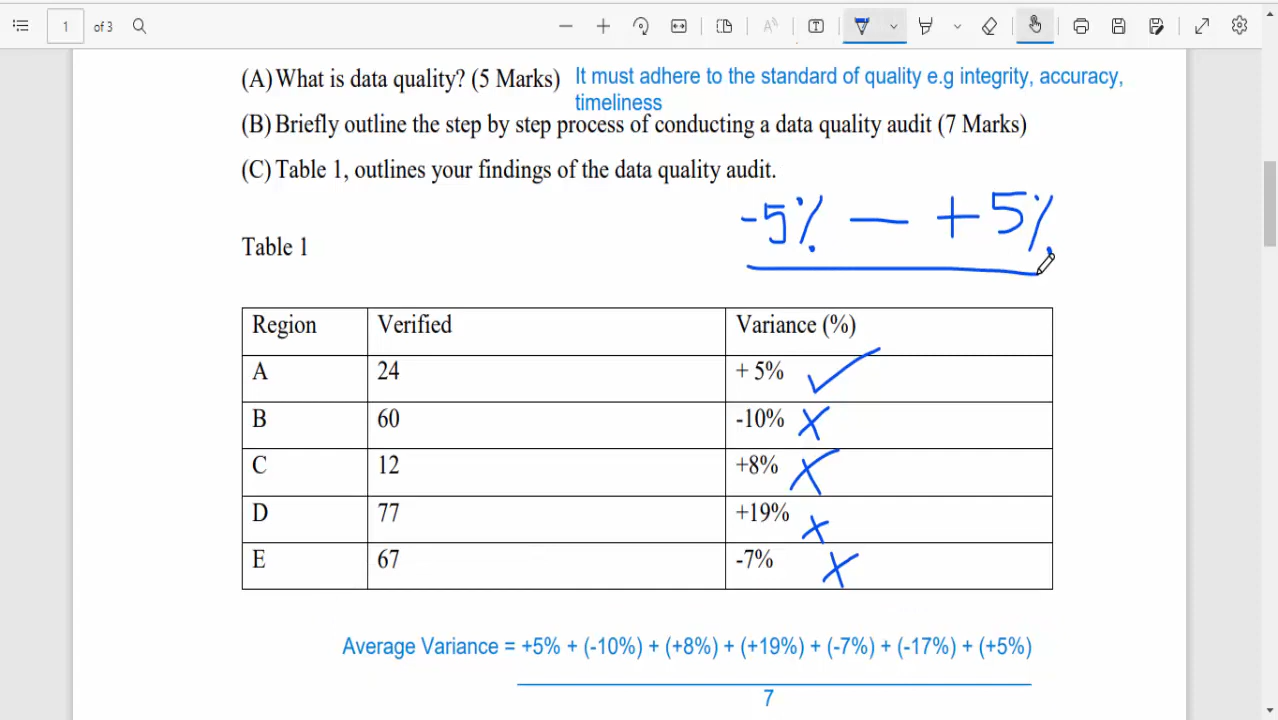 1 of 3
(A) What is data quality? (5 Marks) It must adhere to the standard of quality e.g integrity, accuracy,
timeliness
(B) Briefly outline the step by step process of conducting a data quality audit (7 Marks)
(C) Table 1, outlines your findings of the data quality audit.
-5% — +5%
Table 1
Region Verified Variance (%)
A 24 + 5%
B 60 -10%
C 12 +8%
D 77 +19%
E 67 -7%
Average Variance = +5% + (-10%) + (+8%) + (+19%) + (-7%) + (-17%) + (+5%)
7